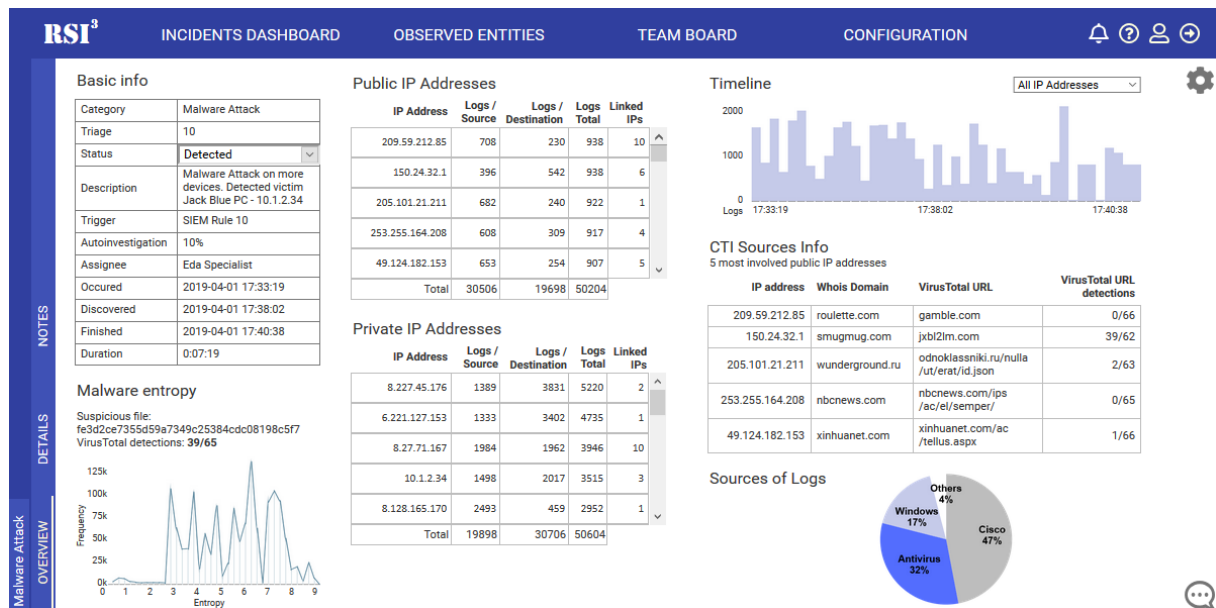 RSI³ INCIDENTS DASHBOARD OBSERVED ENTITIES TEAM BOARD CONFIGURATION
Malware Attack
OVERVIEW
DETAILS
NOTES
Basic info
Category Malware Attack
Triage 10
Status Detected
Description Malware Attack on more
devices. Detected victim
Jack Blue PC - 10.1.2.34
Trigger SIEM Rule 10
Autoinvestigation 10%
Assignee Eda Specialist
Occured 2019-04-01 17:33:19
Discovered 2019-04-01 17:38:02
Finished 2019-04-01 17:40:38
Duration 0:07:19
Malware entropy
Suspicious file:
fe3d2ce7355d59a7349c25384cdc08198c5f7
VirusTotal detections: 39/65
Frequency
125k
100k
75k
50k
25k
0k
0 1 2 3 4 5 6 7 8 9
Entropy
Public IP Addresses
IP Address Logs / Source Logs / Destination Logs Total Linked IPs
209.59.212.85 708 230 938 10
150.24.32.1 396 542 938 6
205.101.21.211 682 240 922 1
253.255.164.208 608 309 917 4
49.124.182.153 653 254 907 5
Total 30506 19698 50204
Private IP Addresses
IP Address Logs / Source Logs / Destination Logs Total Linked IPs
8.227.45.176 1389 3831 5220 2
6.221.127.153 1333 3402 4735 1
8.27.71.167 1984 1962 3946 10
10.1.2.34 1498 2017 3515 3
8.128.165.170 2493 459 2952 1
Total 19898 30706 50604
Timeline All IP Addresses
2000
1000
0
Logs 17:33:19 17:38:02 17:40:38
CTI Sources Info
5 most involved public IP addresses
IP address Whois Domain VirusTotal URL VirusTotal URL detections
209.59.212.85 roulette.com gamble.com 0/66
150.24.32.1 smugmug.com jxbl2lm.com 39/62
205.101.21.211 wunderground.ru odnoklassniki.ru/nulla
/ut/erat/id.json 2/63
253.255.164.208 nbcnews.com nbcnews.com/ips
/ac/el/semper/ 0/65
49.124.182.153 xinhuanet.com xinhuanet.com/ac
/tellus.aspx 1/66
Sources of Logs
Others
4%
Windows
17%
Cisco
47%
Antivirus
32%